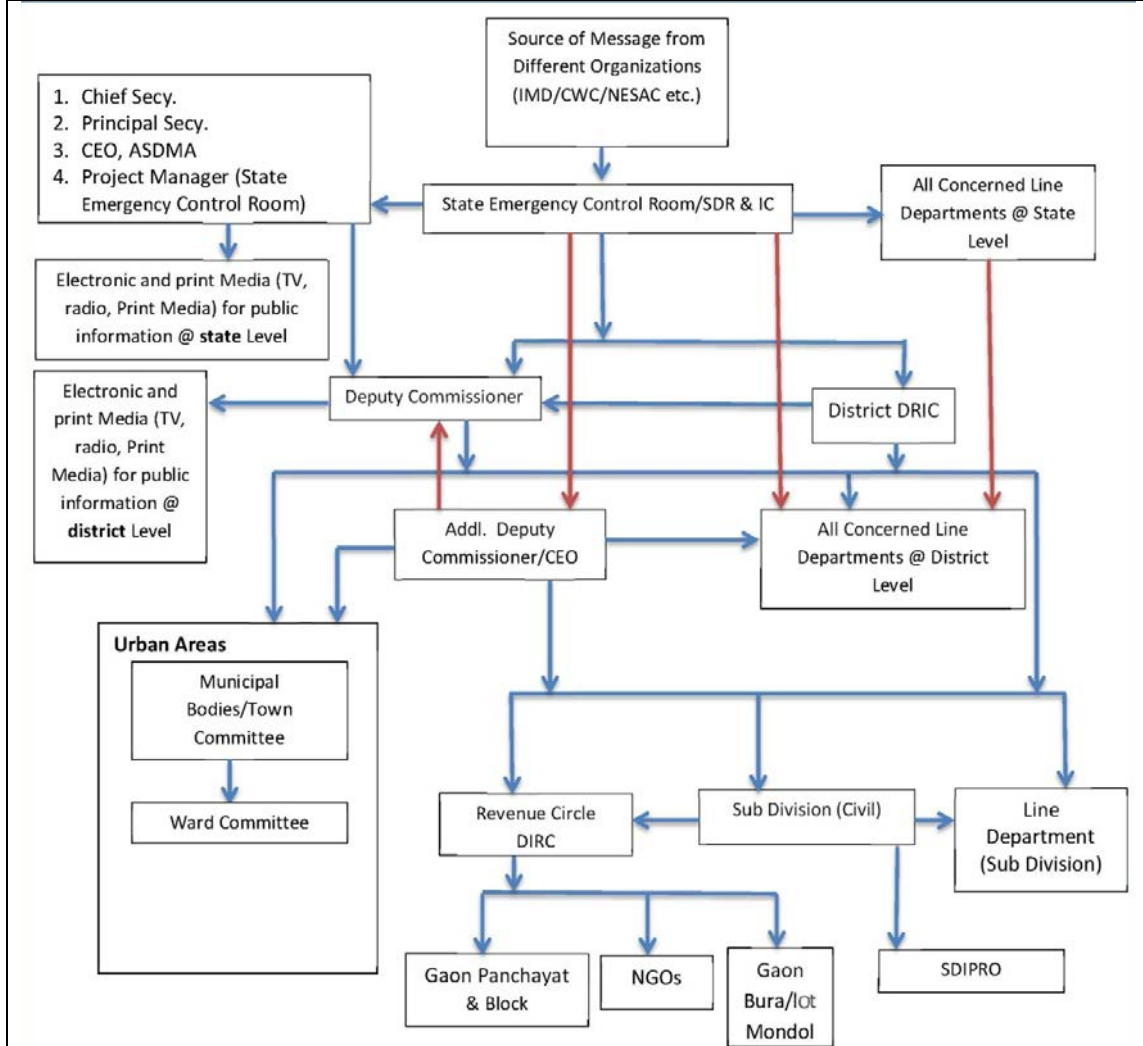 Source of Message from
Different Organizations
(IMD/CWC/NESAC etc.)
1. Chief Secy.
2. Principal Secy.
3. CEO, ASDMA
4. Project Manager (State
Emergency Control Room)
State Emergency Control Room/SDR & IC
All Concerned Line
Departments @ State
Level
Electronic and print Media (TV,
radio, Print Media) for public
information @ state Level
Electronic and
print Media (TV,
radio, Print
Media) for public
information @
district Level
Deputy Commissioner
District DRIC
Addl. Deputy
Commissioner/CEO
All Concerned Line
Departments @ District
Level
Urban Areas
Municipal
Bodies/Town
Committee
Ward Committee
Revenue Circle
DIRC
Sub Division (Civil)
Line
Department
(Sub Division)
Gaon Panchayat
& Block
NGOs
Gaon
Bura/lot
Mondol
SDIPRO